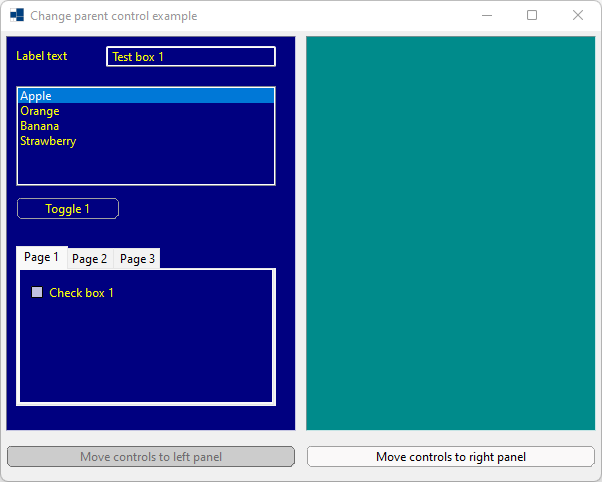 Change parent control example
Label text
Test box 1
Apple
Orange
Banana
Strawberry
Toggle 1
Page 1 Page 2 Page 3
Check box 1
Move controls to left panel
Move controls to right panel